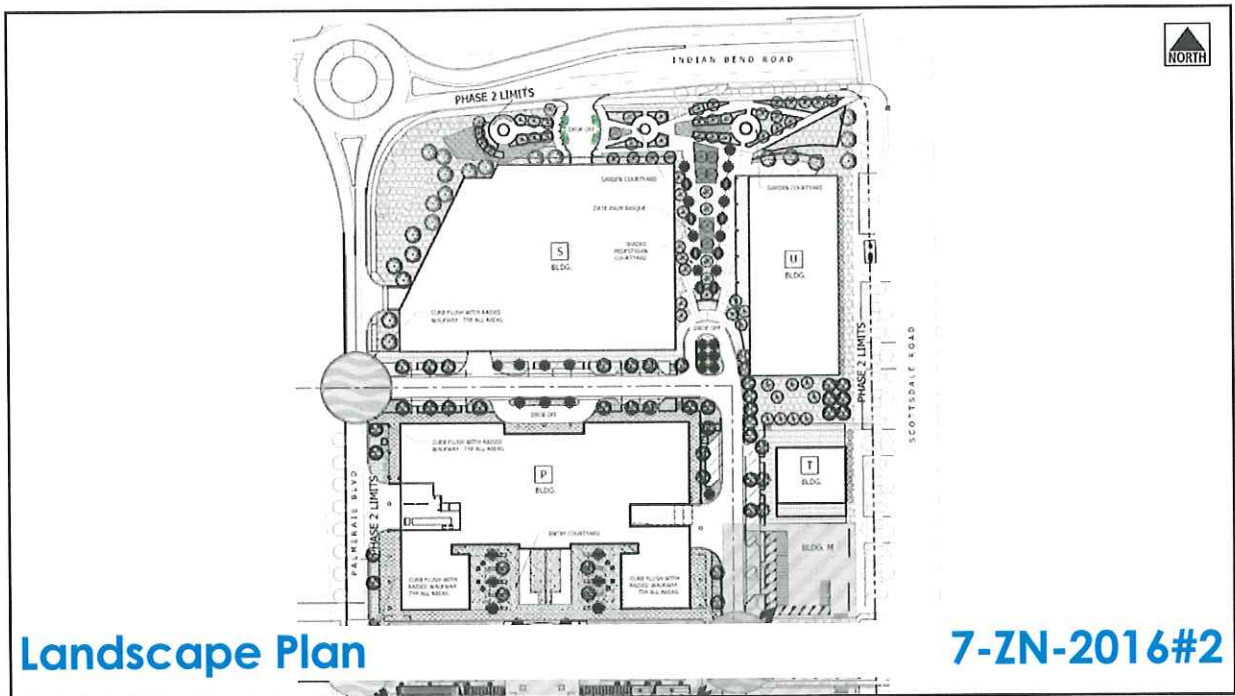 NORTH
INDIAN BEND ROAD
PHASE 2 LIMITS
DROP OFF
GARDEN COURTYARD
GARDEN COURTYARD
DATE PALM BOSQUE
SHADED
PEDESTRIAN
COURTYARD
S
BLDG.
U
BLDG.
CURB FLUSH WITH RAISED
WALKWAY TYP ALL AREAS
DROP OFF
PHASE 2 LIMITS
SCOTTSDALE ROAD
DROP OFF
CURB FLUSH WITH RAISED
WALKWAY TYP ALL AREAS
P
BLDG.
T
BLDG.
PHASE 2 LIMITS
ENTRY COURTYARD
BLDG. M
CURB FLUSH WITH
RAISED WALKWAY
TYP ALL AREAS
CURB FLUSH WITH
RAISED WALKWAY
TYP ALL AREAS
Landscape Plan
7-ZN-2016#2